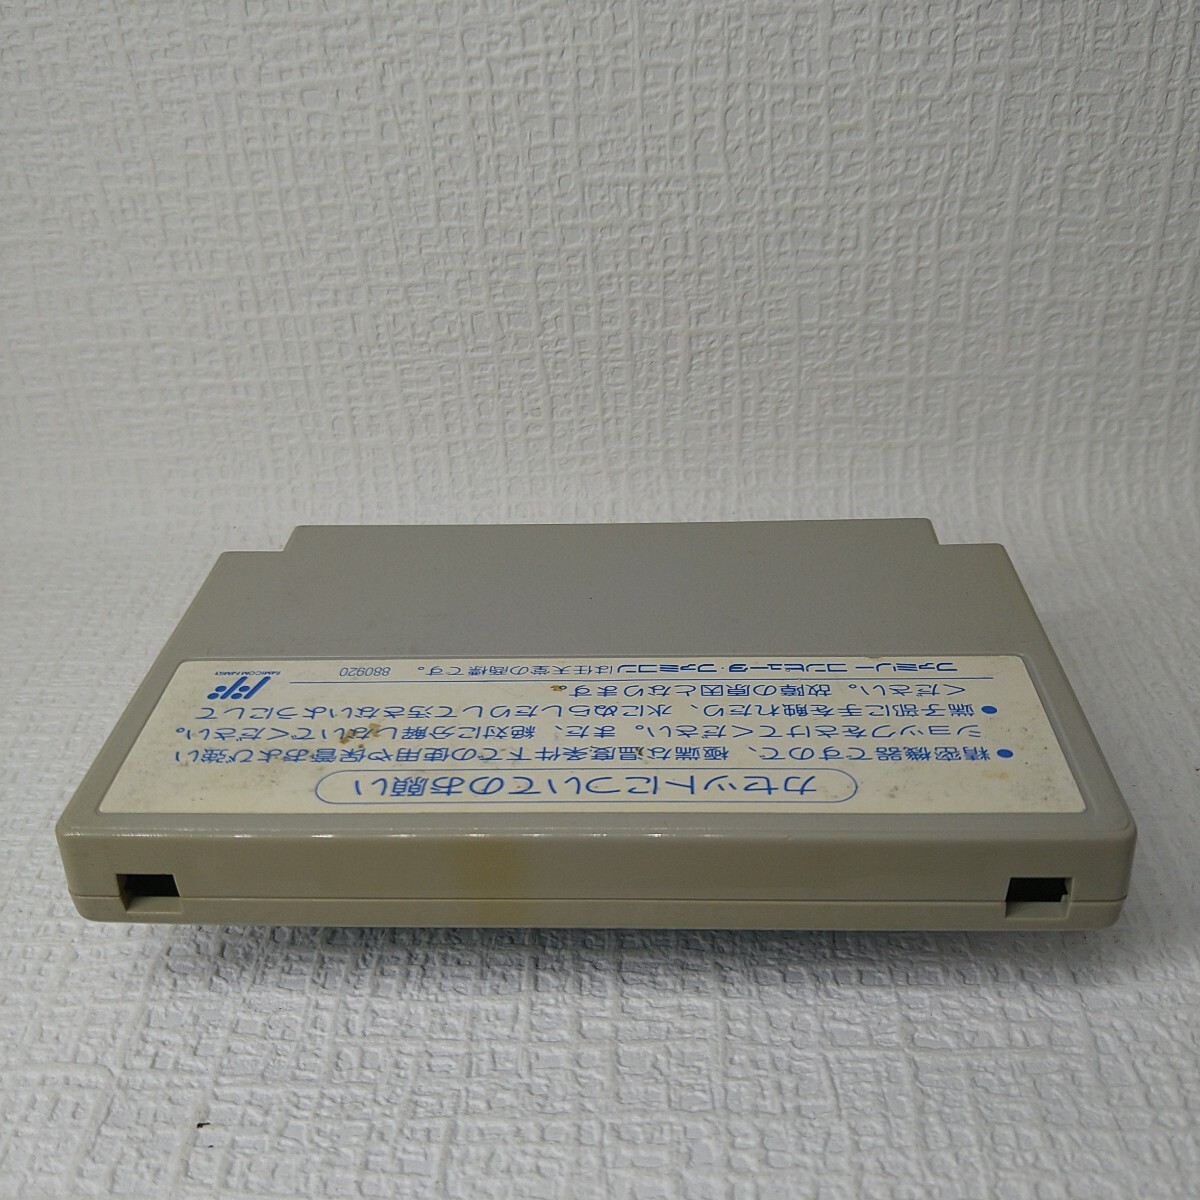 カセットについてのお願い
●精密機器ですので、極端な温度条件下での使用や保管および強い
ショックをさけてください。また、絶対に分解しないでください。
●端子部に手を触れたり、水にぬらしたりして汚さないようにして
ください。故障の原因となります。
ファミリーコンピュータ・ファミコンは任天堂の商標です。 880920
FAMICOM FAMILY